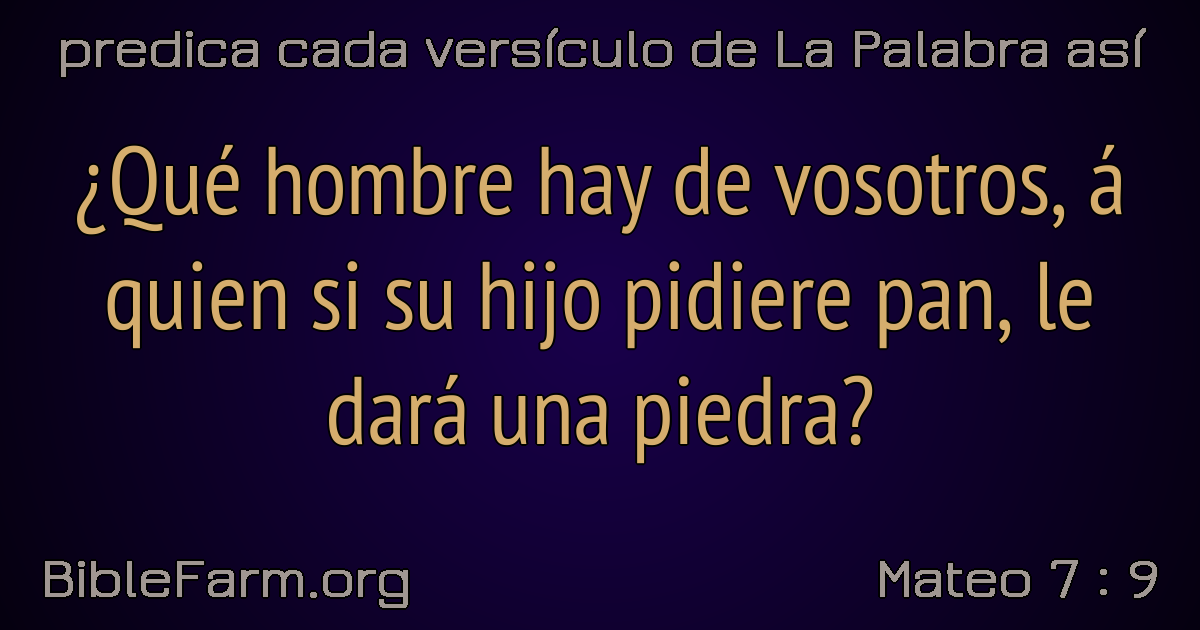 predica cada versículo de La Palabra así
¿Qué hombre hay de vosotros, á
quien si su hijo pidiere pan, le
dará una piedra?
BibleFarm.org
Mateo 7 : 9